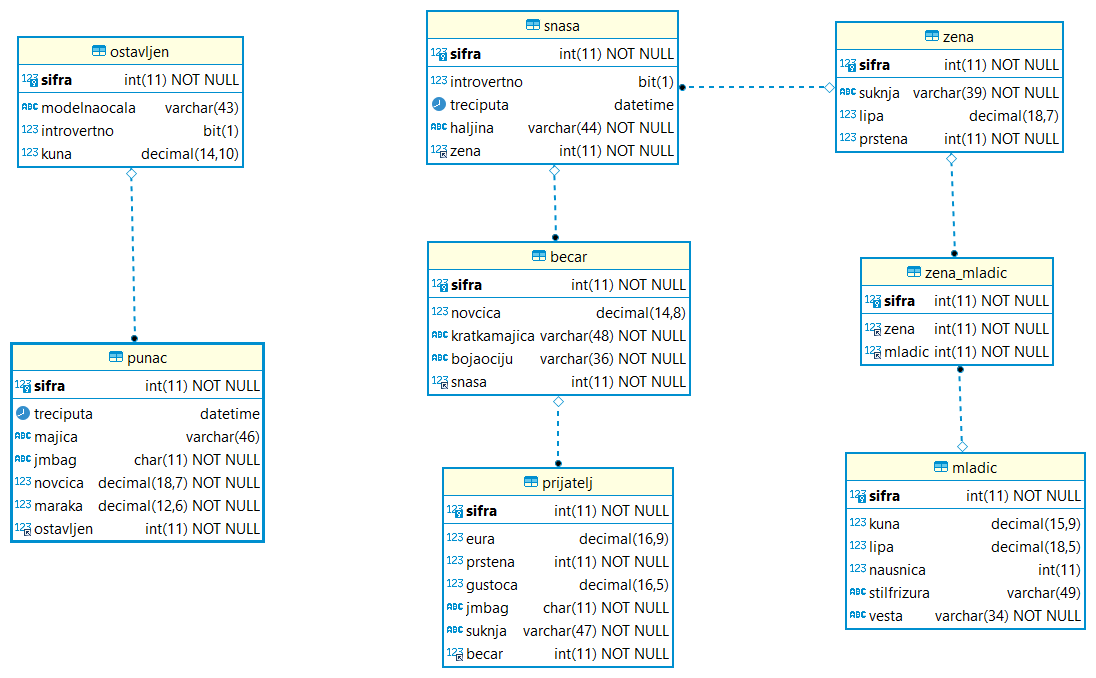 ostavljen
sifra int(11) NOT NULL
modelnaocala varchar(43)
introvertno bit(1)
kuna decimal(14,10)
punac
sifra int(11) NOT NULL
treciputa datetime
majica varchar(46)
jmbag char(11) NOT NULL
novcica decimal(18,7) NOT NULL
maraka decimal(12,6) NOT NULL
ostavljen int(11) NOT NULL
snasa
sifra int(11) NOT NULL
introvertno bit(1)
treciputa datetime
haljina varchar(44) NOT NULL
zena int(11) NOT NULL
becar
sifra int(11) NOT NULL
novcica decimal(14,8)
kratkamajica varchar(48) NOT NULL
bojaociju varchar(36) NOT NULL
snasa int(11) NOT NULL
prijatelj
sifra int(11) NOT NULL
eura decimal(16,9)
prstena int(11) NOT NULL
gustoca decimal(16,5)
jmbag char(11) NOT NULL
suknja varchar(47) NOT NULL
becar int(11) NOT NULL
zena
sifra int(11) NOT NULL
suknja varchar(39) NOT NULL
lipa decimal(18,7)
prstena int(11) NOT NULL
zena_mladic
sifra int(11) NOT NULL
zena int(11) NOT NULL
mladic int(11) NOT NULL
mladic
sifra int(11) NOT NULL
kuna decimal(15,9)
lipa decimal(18,5)
nausnica int(11)
stilfrizura varchar(49)
vesta varchar(34) NOT NULL